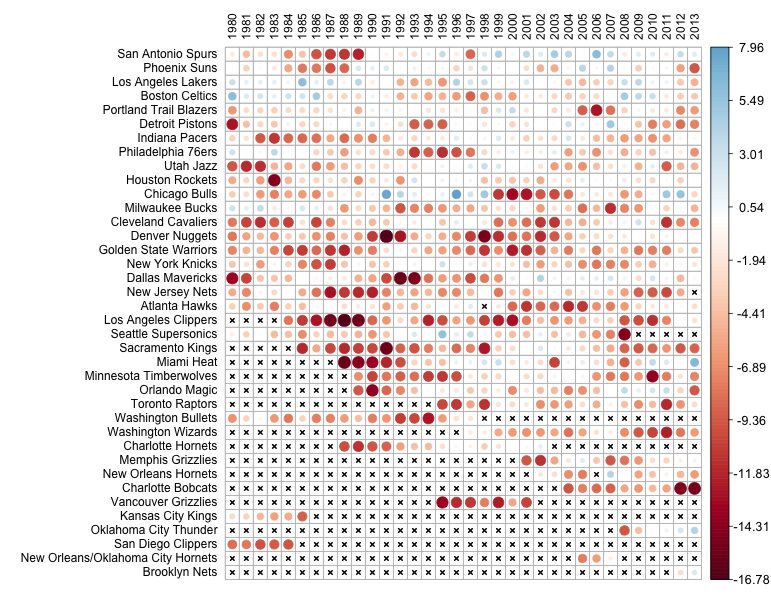 1980 1981 1982 1983 1984 1985 1986 1987 1988 1989 1990 1991 1992 1993 1994 1995 1996 1997 1998 1999 2000 2001 2002 2003 2004 2005 2006 2007 2008 2009 2010 2011 2012 2013
San Antonio Spurs
Phoenix Suns
Los Angeles Lakers
Boston Celtics
Portland Trail Blazers
Detroit Pistons
Indiana Pacers
Philadelphia 76ers
Utah Jazz
Houston Rockets
Chicago Bulls
Milwaukee Bucks
Cleveland Cavaliers
Denver Nuggets
Golden State Warriors
New York Knicks
Dallas Mavericks
New Jersey Nets
Atlanta Hawks
Los Angeles Clippers
Seattle Supersonics
Sacramento Kings
Miami Heat
Minnesota Timberwolves
Orlando Magic
Toronto Raptors
Washington Bullets
Washington Wizards
Charlotte Hornets
Memphis Grizzlies
New Orleans Hornets
Charlotte Bobcats
Vancouver Grizzlies
Kansas City Kings
Oklahoma City Thunder
San Diego Clippers
New Orleans/Oklahoma City Hornets
Brooklyn Nets
7.96
5.49
3.01
0.54
-1.94
-4.41
-6.89
-9.36
-11.83
-14.31
-16.78